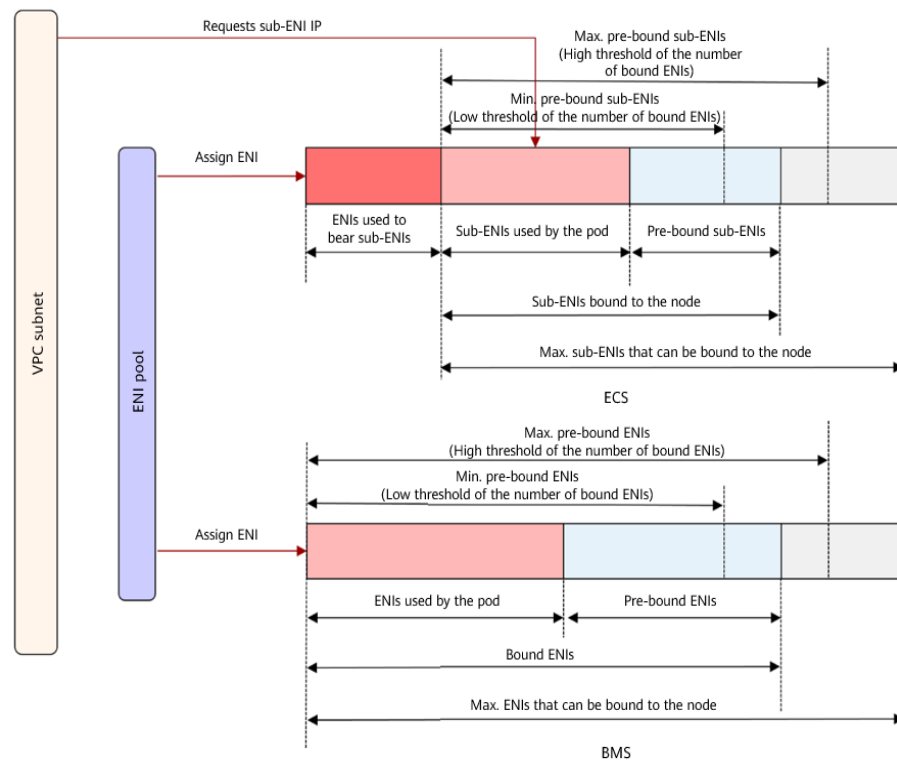 Requests sub-ENI IP
Max. pre-bound sub-ENIs
(High threshold of the number
of bound ENIs)
Min. pre-bound sub-ENIs
(Low threshold of the number of bound ENIs)
Assign ENI
ENIs used to
bear sub-ENIs
Sub-ENIs used by the pod
Pre-bound sub-ENIs
Sub-ENIs bound to the node
Max. sub-ENIs that can be bound to the node
ECS
VPC subnet
ENI pool
Max. pre-bound ENIs
(High threshold of the number of bound ENIs)
Min. pre-bound ENIs
(Low threshold of the number of bound ENIs)
Assign ENI
ENIs used by the pod
Pre-bound ENIs
Bound ENIs
Max. ENIs that can be bound to the node
BMS